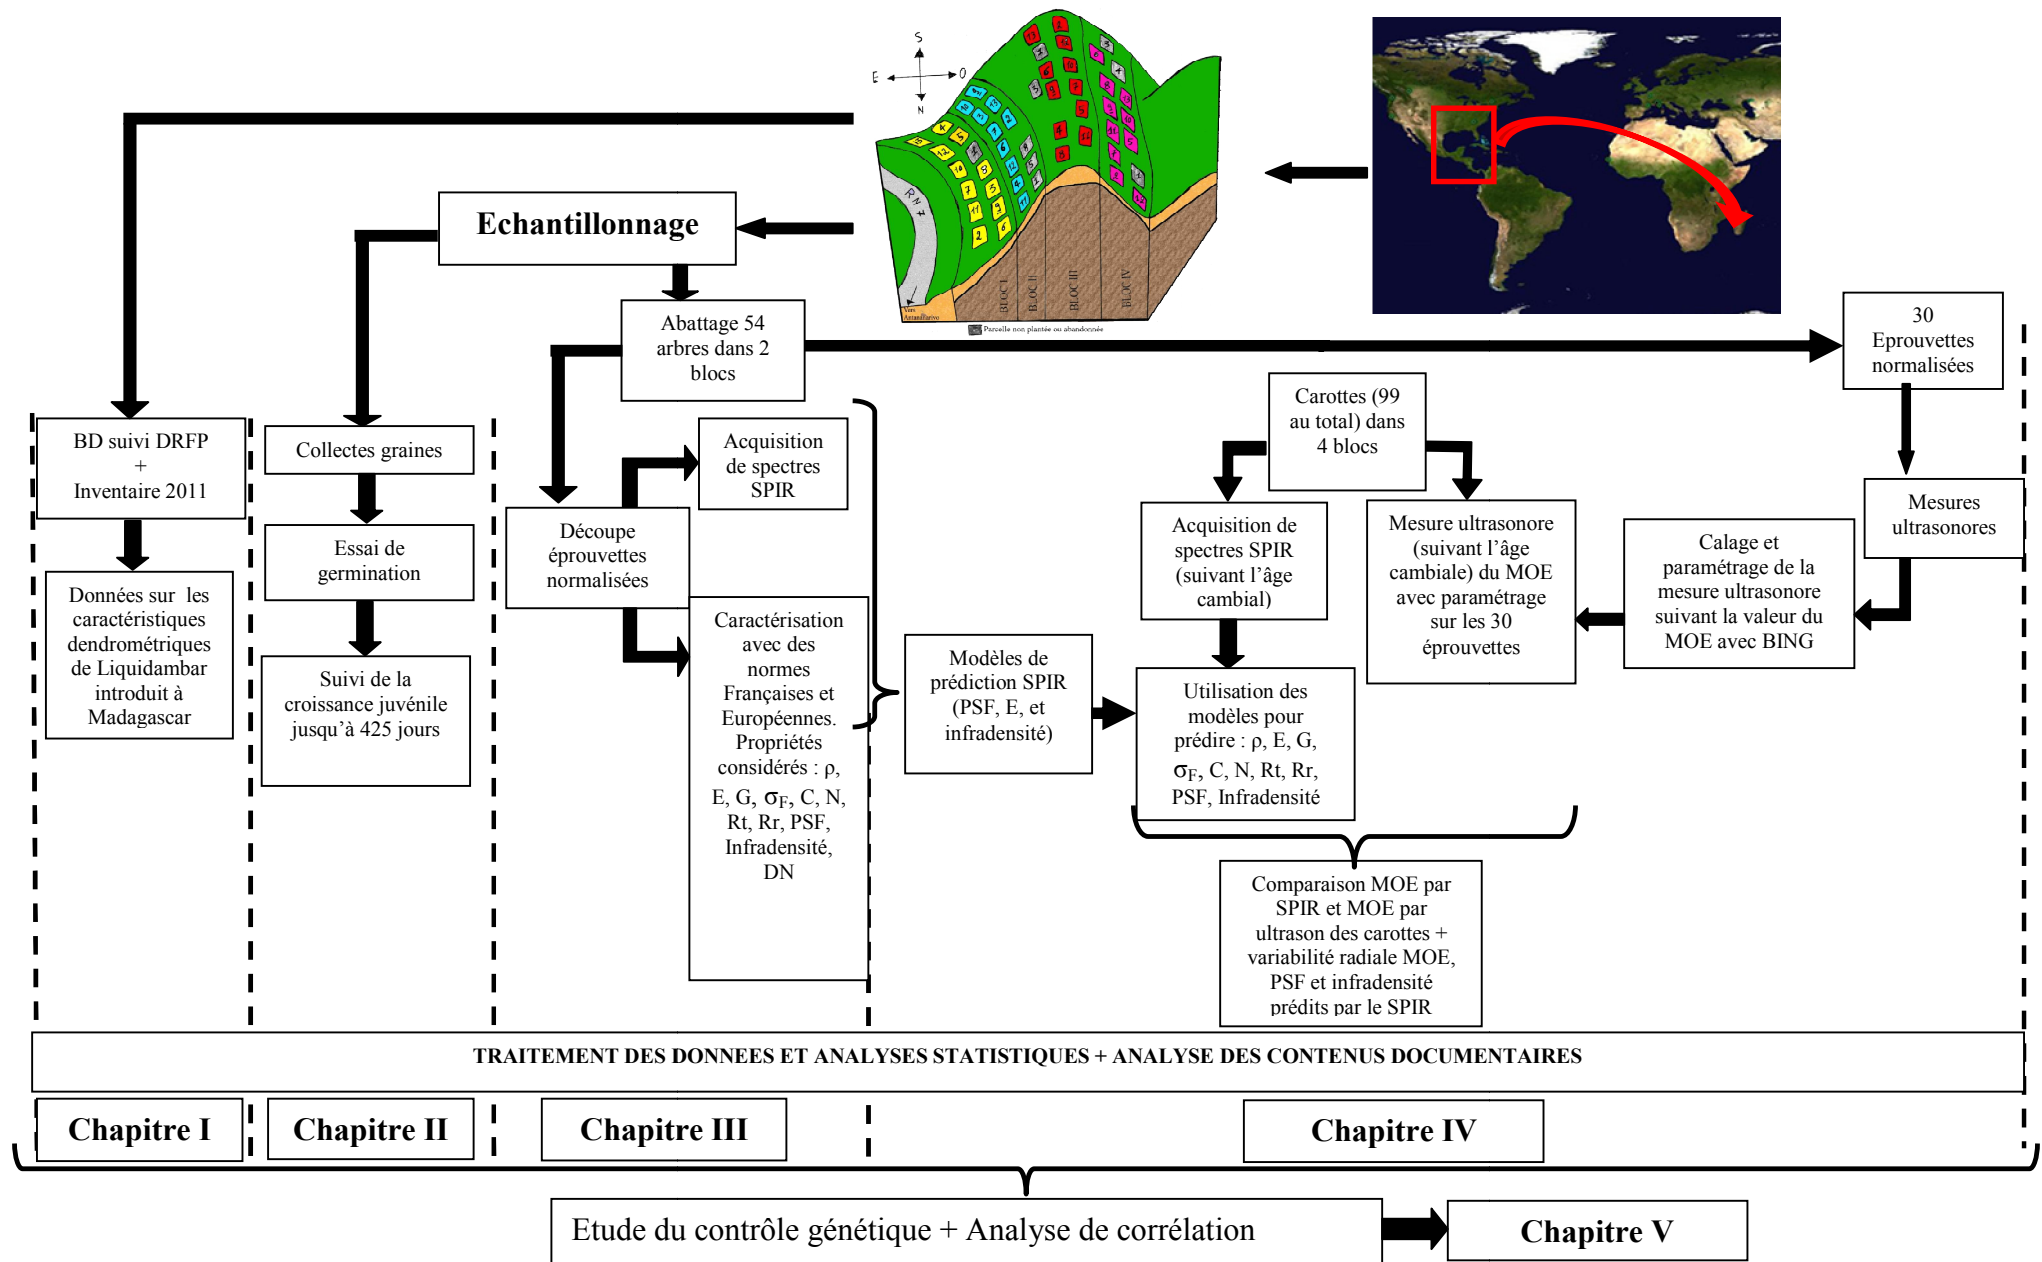 S
E
O
N
RN7
Vers
Antananarivo
BLOC I
BLOC II
BLOC III
BLOC IV
Parcelle non plantée ou abandonnée
Echantillonnage
Abattage 54
arbres dans 2
blocs
30
Eprouvettes
normalisées
BD suivi DRFP
+
Inventaire 2011
Données sur les
caractéristiques
dendrométriques
de Liquidambar
introduit à
Madagascar
Collectes graines
Essai de
germination
Suivi de la
croissance juvénile
jusqu'à 425 jours
Acquisition
de spectres
SPIR
Découpe
éprouvettes
normalisées
Caractérisation
avec des
normes
Françaises et
Européennes.
Propriétés
considérés : ρ,
E, G, σF, C, N,
Rt, Rr, PSF,
Infradensité,
DN
Modèles de
prédiction SPIR
(PSF, E, et
infradensité)
Carottes (99
au total) dans
4 blocs
Acquisition de
spectres SPIR
(suivant l'âge
cambial)
Utilisation des
modèles pour
prédire : ρ, E, G,
σF, C, N, Rt, Rr,
PSF, Infradensité
Mesure ultrasonore
(suivant l'âge
cambiale) du MOE
avec paramétrage
sur les 30
éprouvettes
Calage et
paramétrage de la
mesure ultrasonore
suivant la valeur du
MOE avec BING
Mesures
ultrasonores
Comparaison MOE par
SPIR et MOE par
ultrason des carottes +
variabilité radiale MOE,
PSF et infradensité
prédits par le SPIR
TRAITEMENT DES DONNEES ET ANALYSES STATISTIQUES + ANALYSE DES CONTENUS DOCUMENTAIRES
Chapitre I
Chapitre II
Chapitre III
Chapitre IV
Etude du contrôle génétique + Analyse de corrélation
Chapitre V